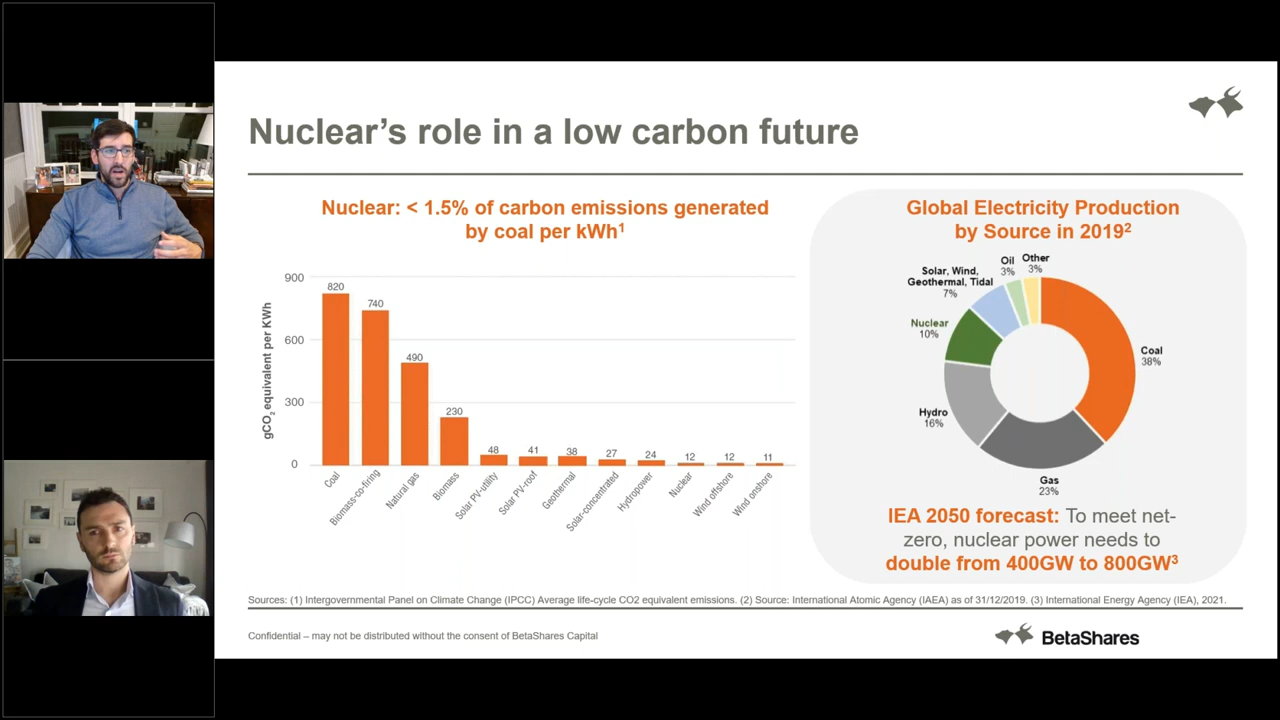 Nuclear's role in a low carbon future
Nuclear: < 1.5% of carbon emissions generated
by coal per kWh¹
gCO₂ equivalent per KWh
900
600
300
0
820
740
490
230
48
41
38
27
24
12
12
11
Coal
Biomass-co-firing
Natural gas
Biomass
Solar PV-utility
Solar PV-roof
Geothermal
Solar-concentrated
Hydropower
Nuclear
Wind offshore
Wind onshore
Global Electricity Production
by Source in 2019²
Oil
3%
Other
3%
Solar, Wind,
Geothermal, Tidal
7%
Nuclear
10%
Coal
38%
Hydro
16%
Gas
23%
IEA 2050 forecast: To meet net-
zero, nuclear power needs to
double from 400GW to 800GW³
Sources: (1) Intergovernmental Panel on Climate Change (IPCC) Average life-cycle CO2 equivalent emissions. (2) Source: International Atomic Agency (IAEA) as of 31/12/2019. (3) International Energy Agency (IEA), 2021.
Confidential – may not be distributed without the consent of BetaShares Capital
BetaShares